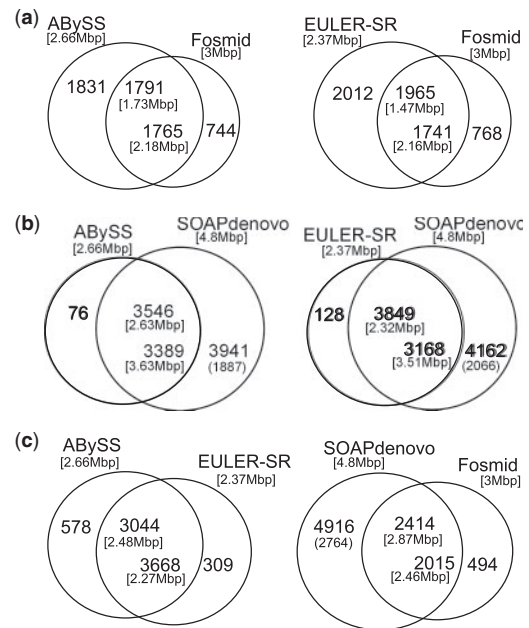 (a)
ABySS
[2.66Mbp]
Fosmid
[3Mbp]
1831
1791
[1.73Mbp]
1765
[2.18Mbp]
744
EULER-SR
[2.37Mbp]
Fosmid
[3Mbp]
2012
1965
[1.47Mbp]
1741
[2.16Mbp]
768
(b)
ABySS
[2.66Mbp]
SOAPdenovo
[4.8Mbp]
76
3546
[2.63Mbp]
3389
[3.63Mbp]
3941
(1887)
EULER-SR
[2.37Mbp]
SOAPdenovo
[4.8Mbp]
128
3849
[2.32Mbp]
3168
[3.51Mbp]
4162
(2066)
(c)
ABySS
[2.66Mbp]
EULER-SR
[2.37Mbp]
578
3044
[2.48Mbp]
3668
[2.27Mbp]
309
SOAPdenovo
[4.8Mbp]
Fosmid
[3Mbp]
4916
(2764)
2414
[2.87Mbp]
2015
[2.46Mbp]
494